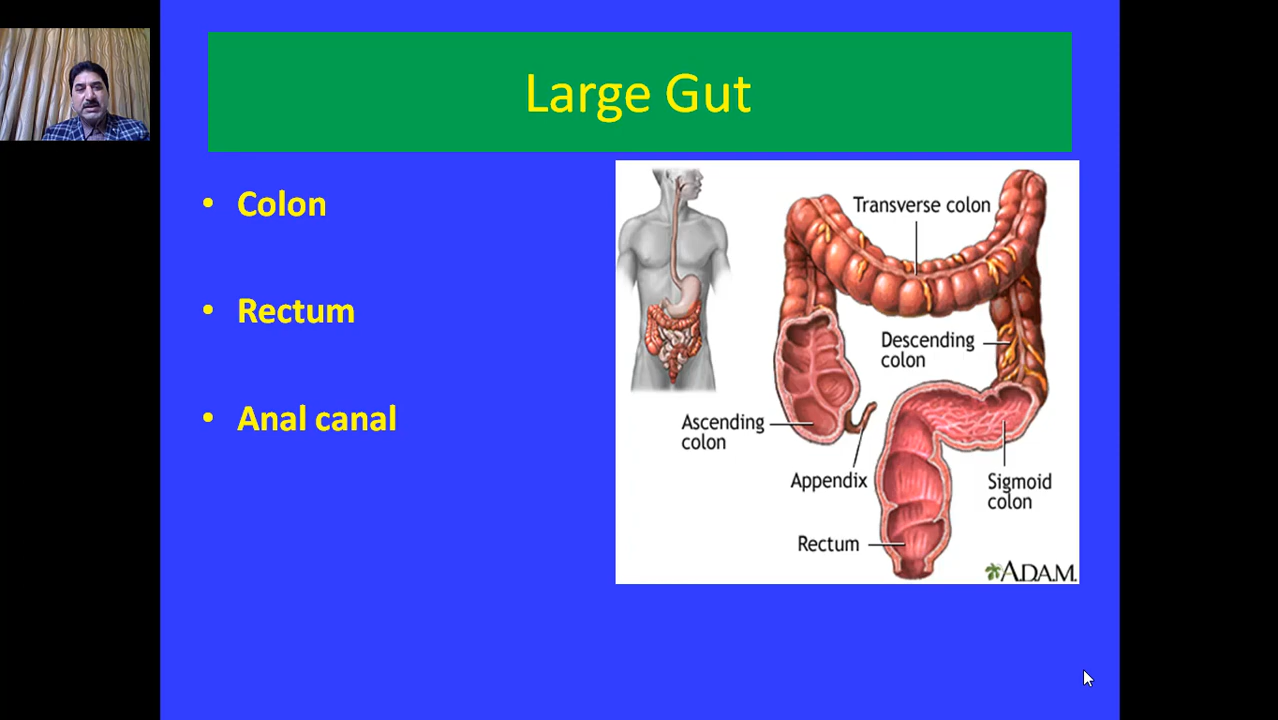 Large Gut
• Colon
• Rectum
• Anal canal
Transverse colon
Descending
colon
Ascending
colon
Appendix
Sigmoid
colon
Rectum
A.D.A.M.